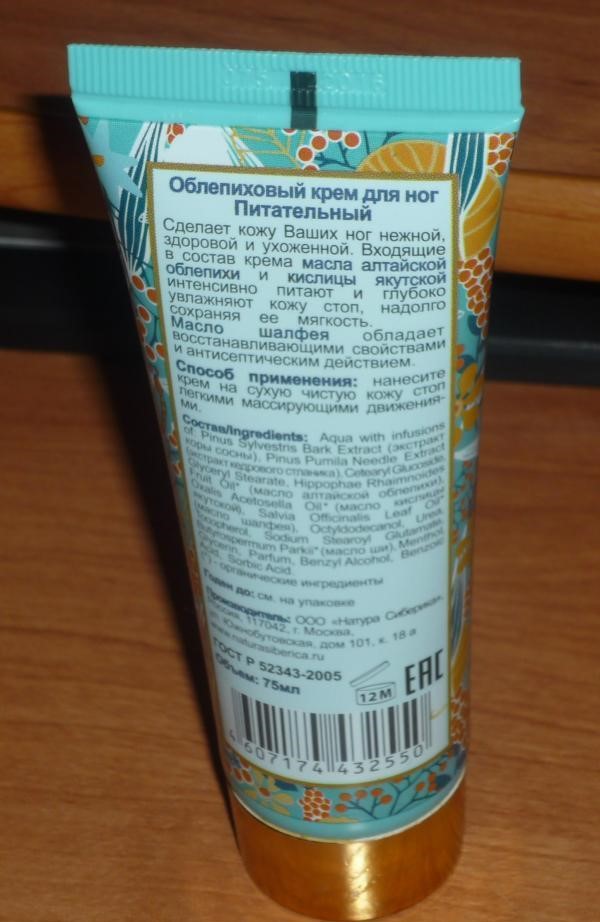 Облепиховый крем для ног
Питательный
Сделает кожу Ваших ног нежной,
здоровой и ухоженной. Входящие
в состав крема масла алтайской
облепихи и кислицы якутской
интенсивно питают и глубоко
увлажняют кожу стоп, надолго
сохраняя ее мягкость.
Масло шалфея обладает
восстанавливающими свойствами
и антисептическим действием.
Способ применения: нанесите
крем на сухую чистую кожу стоп
легкими массирующими движения-
ми.
Состав/Ingredients: Aqua with infusions
of Pinus Sylvestris Bark Extract (экстракт
коры сосны), Pinus Pumila Needle Extract
(экстракт кедрового стланика), Cetearyl Glucoside,
Glyceryl Stearate, Hippophae Rhaimnoides
Fruit Oil* (масло алтайской облепихи),
Oxalis Acetosella Oil* (масло кислицы
якутской), Salvia Officinalis Leaf Oil*
(масло шалфея), Octyldodecanol, Urea,
Tocopherol, Sodium Stearoyl Glutamate,
Butyrospermum Parkii* (масло ши), Menthol,
Glycerin, Parfum, Benzyl Alcohol, Benzoic
Acid, Sorbic Acid.
(*) - органические ингредиенты
Годен до: см. на упаковке
Производитель: ООО «Натура Сиберика»,
Россия, 117042, г. Москва,
ул. Южнобутовская, дом 101, к. 18 а
www.naturasiberica.ru
ГОСТ Р 52343-2005
Объем: 75мл
12M
EAC
4 607174 432550